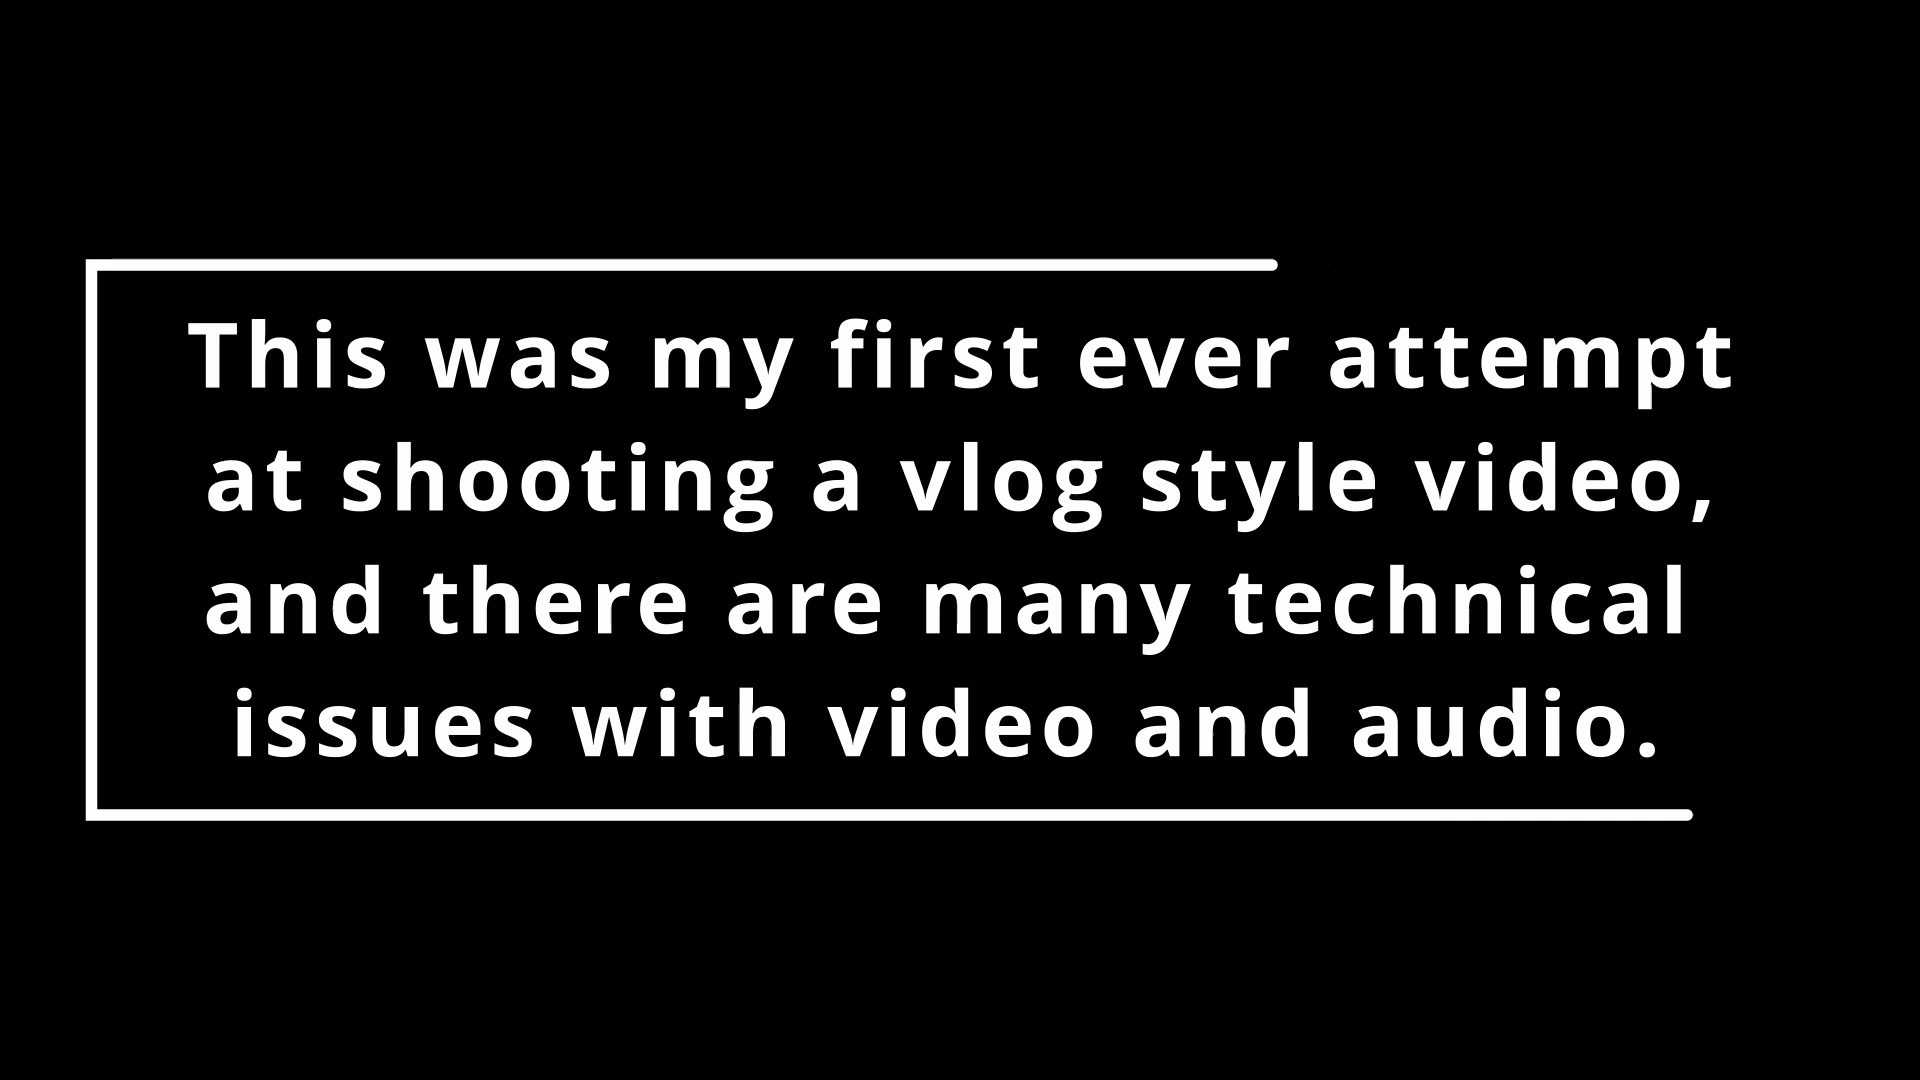 This was my first ever attempt
at shooting a vlog style video,
and there are many technical
issues with video and audio.